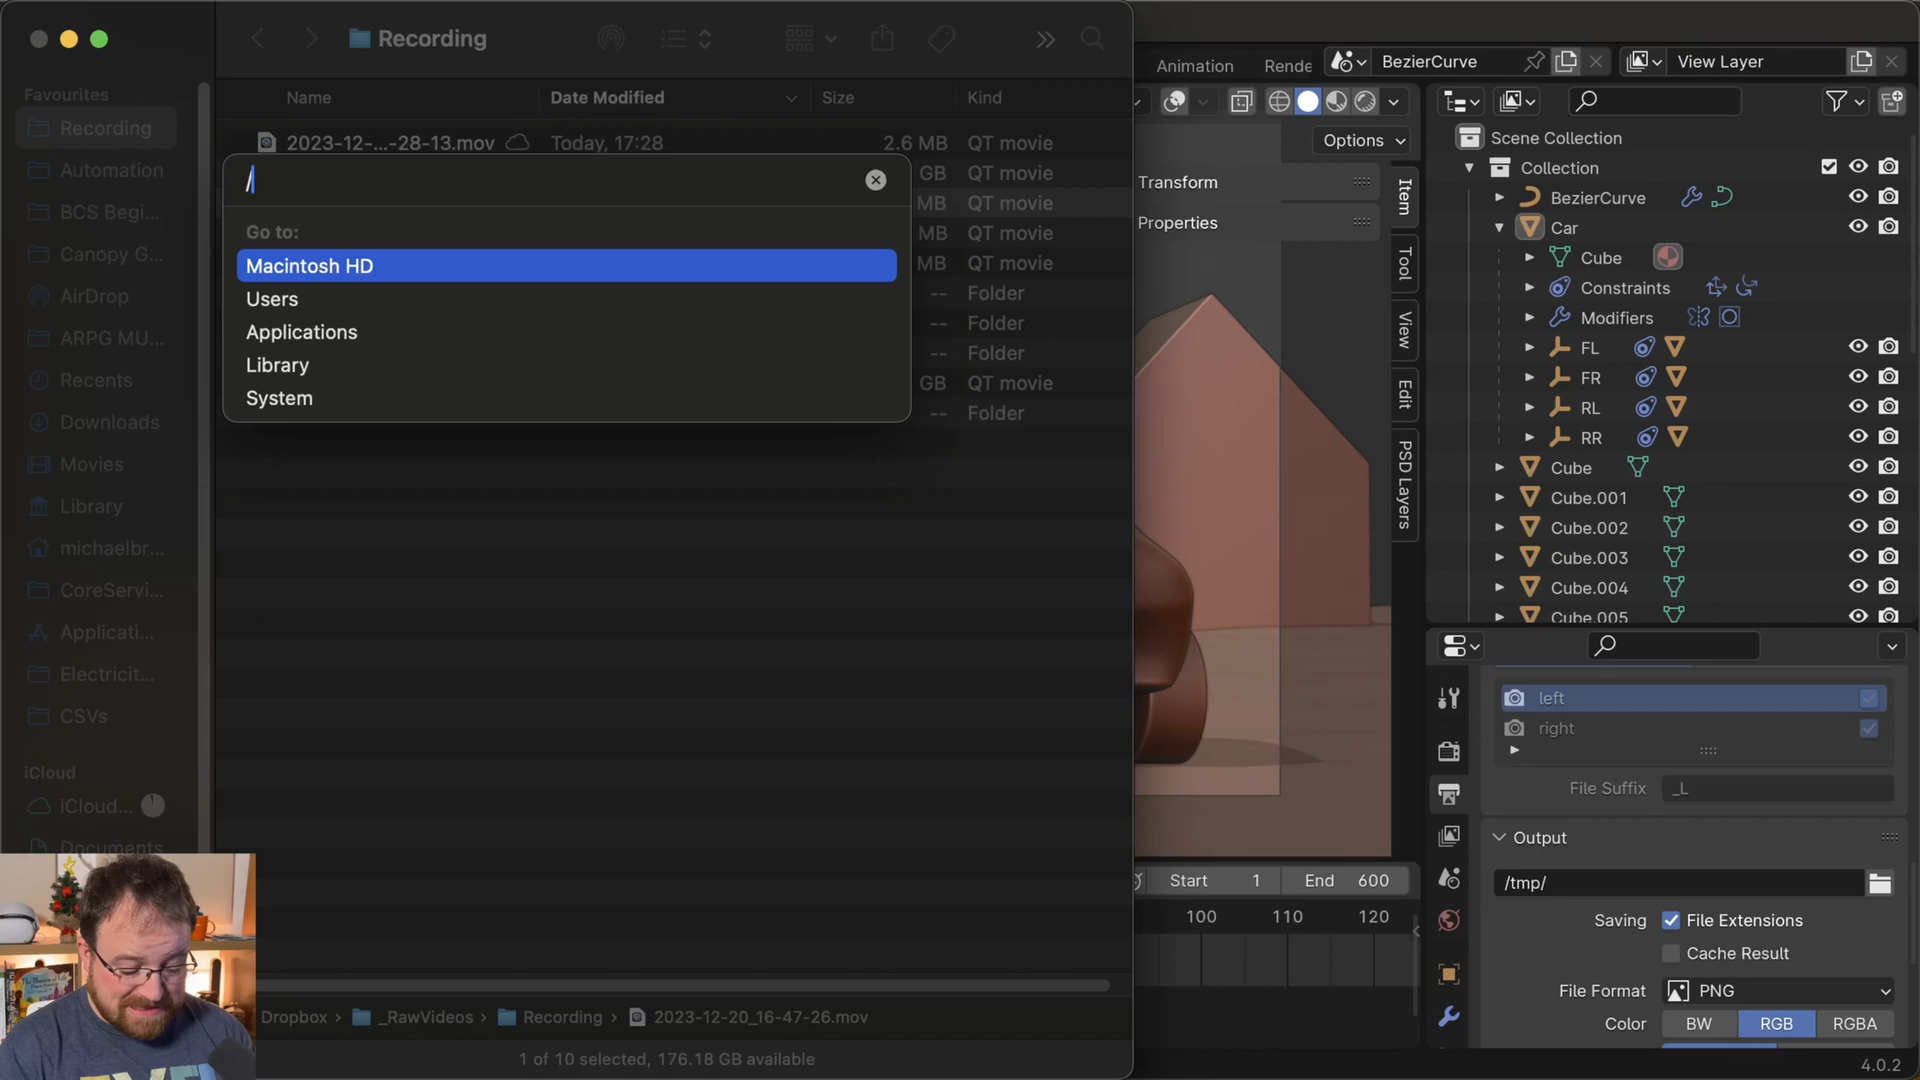 Recording
Name
Date Modified
Size
Kind
2023-12-...-28-13.mov
Today, 17:28
2.6 MB
QT movie
GB
QT movie
MB
QT movie
MB
QT movie
MB
QT movie
--
Folder
--
Folder
--
Folder
GB
QT movie
--
Folder
/
Go to:
Macintosh HD
Users
Applications
Library
System
Favourites
Recording
Automation
BCS Begi...
Canopy G...
AirDrop
ARPG MU...
Recents
Downloads
Movies
Library
michaelbr...
CoreServi...
Applicati...
Electricit...
CSVs
iCloud
iCloud...
Documents
Dropbox
_RawVideos
Recording
2023-12-20_16-47-26.mov
1 of 10 selected, 176.18 GB available
Animation
Rende
BezierCurve
View Layer
Options
Transform
Properties
Item
Tool
View
Edit
PSD Layers
Scene Collection
Collection
BezierCurve
Car
Cube
Constraints
Modifiers
FL
FR
RL
RR
Cube
Cube.001
Cube.002
Cube.003
Cube.004
Cube.005
left
right
File Suffix
_L
Output
/tmp/
Saving
File Extensions
Cache Result
File Format
PNG
Color
BW
RGB
RGBA
Start
1
End
600
100
110
120
4.0.2